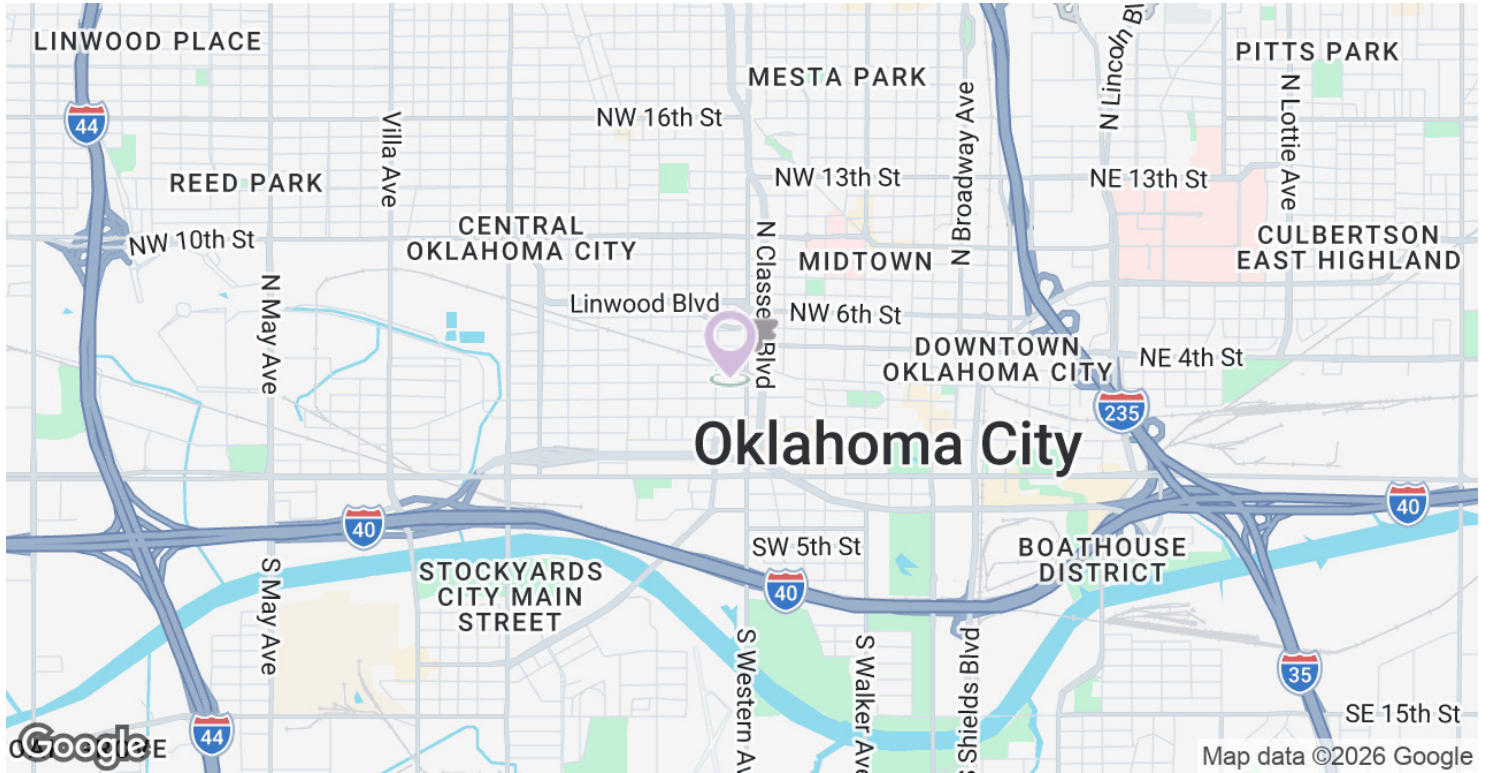 LINWOOD PLACE
PITTS PARK
MESTA PARK
N Lincoln Bl
44
N Broadway Ave
N Lottie Ave
NW 16th St
Villa Ave
REED PARK
NW 13th St
NE 13th St
CENTRAL
OKLAHOMA CITY
NW 10th St
CULBERTSON
EAST HIGHLAND
MIDTOWN
N May Ave
Linwood Blvd
N Classe
Blvd
NW 6th St
DOWNTOWN
OKLAHOMA CITY
NE 4th St
235
Oklahoma City
40
40
SW 5th St
BOATHOUSE
DISTRICT
STOCKYARDS
CITY MAIN
STREET
40
S May Ave
S Western Av
S Walker Ave
S Shields Blvd
35
SE 15th St
44
Google
Map data ©2026 Google